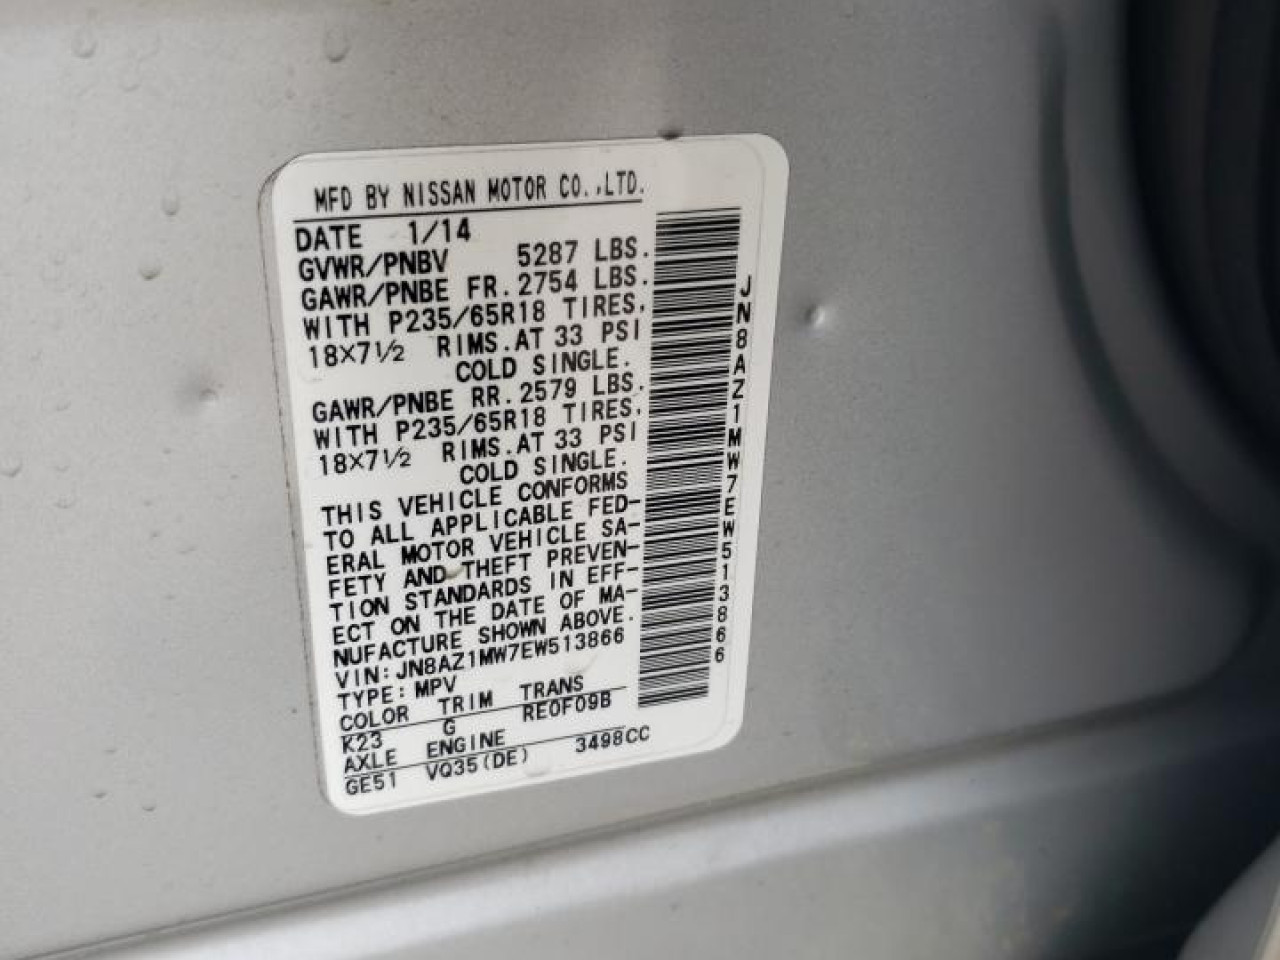 MFD BY NISSAN MOTOR CO.,LTD.
DATE 1/14
GVWR/PNBV 5287 LBS.
GAWR/PNBE FR.2754 LBS.
WITH P235/65R18 TIRES,
18×7½ RIMS.AT 33 PSI
COLD SINGLE.
GAWR/PNBE RR.2579 LBS.
WITH P235/65R18 TIRES,
18×7½ RIMS.AT 33 PSI
COLD SINGLE.
THIS VEHICLE CONFORMS
TO ALL APPLICABLE FED-
ERAL MOTOR VEHICLE SA-
FETY AND THEFT PREVEN-
TION STANDARDS IN EFF-
ECT ON THE DATE OF MA-
NUFACTURE SHOWN ABOVE.
VIN:JN8AZ1MW7EW513866
TYPE:MPV
COLOR TRIM TRANS
K23 G RE0F09B
AXLE ENGINE
GE51 VQ35(DE) 3498CC
JN8AZ1MW7EW513866